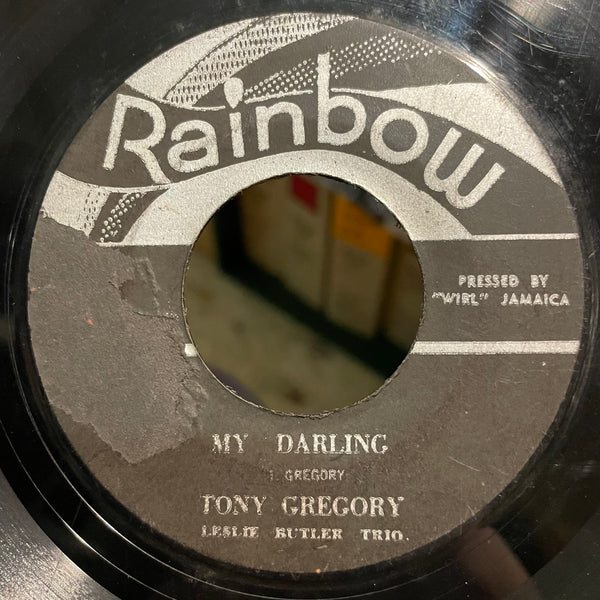 Rainbow
PRESSED BY
"WIRL" JAMAICA
MY DARLING
GREGORY
TONY GREGORY
LESLIE BUTLER TRIO.